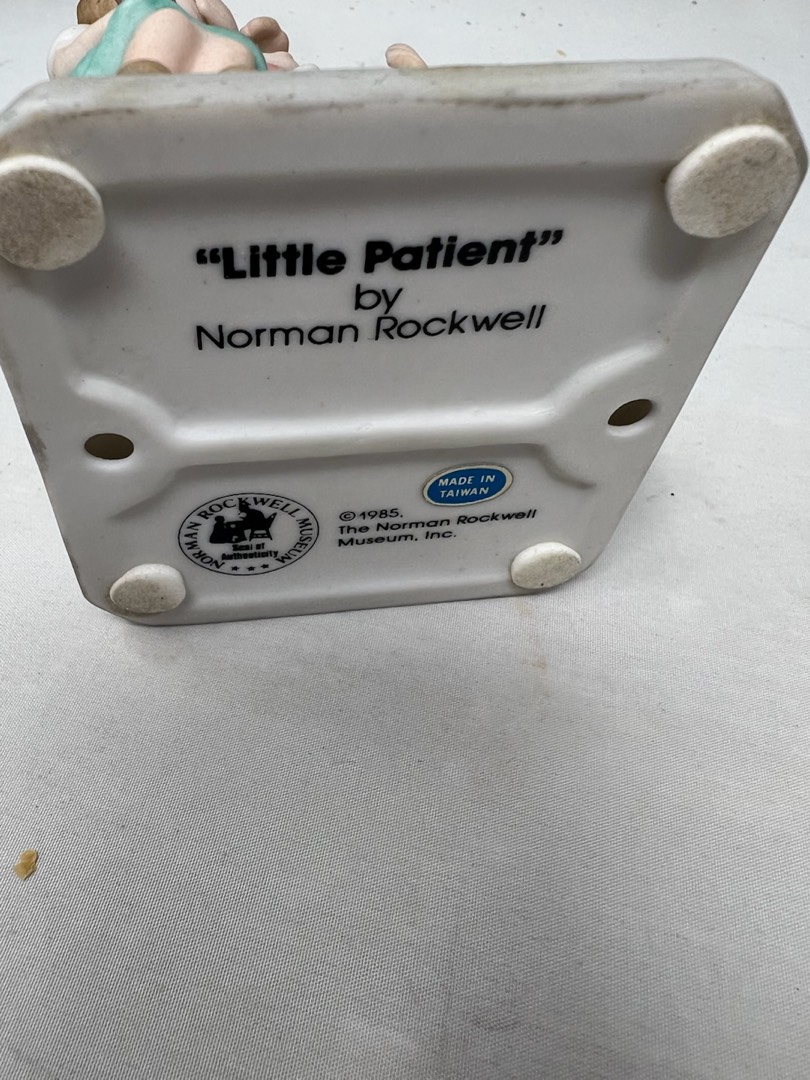 “Little Patient”
by
Norman Rockwell
MADE IN
TAIWAN
NORMAN ROCKWELL MUSEUM
Seal of
Authenticity
©1985.
The Norman Rockwell
Museum, Inc.